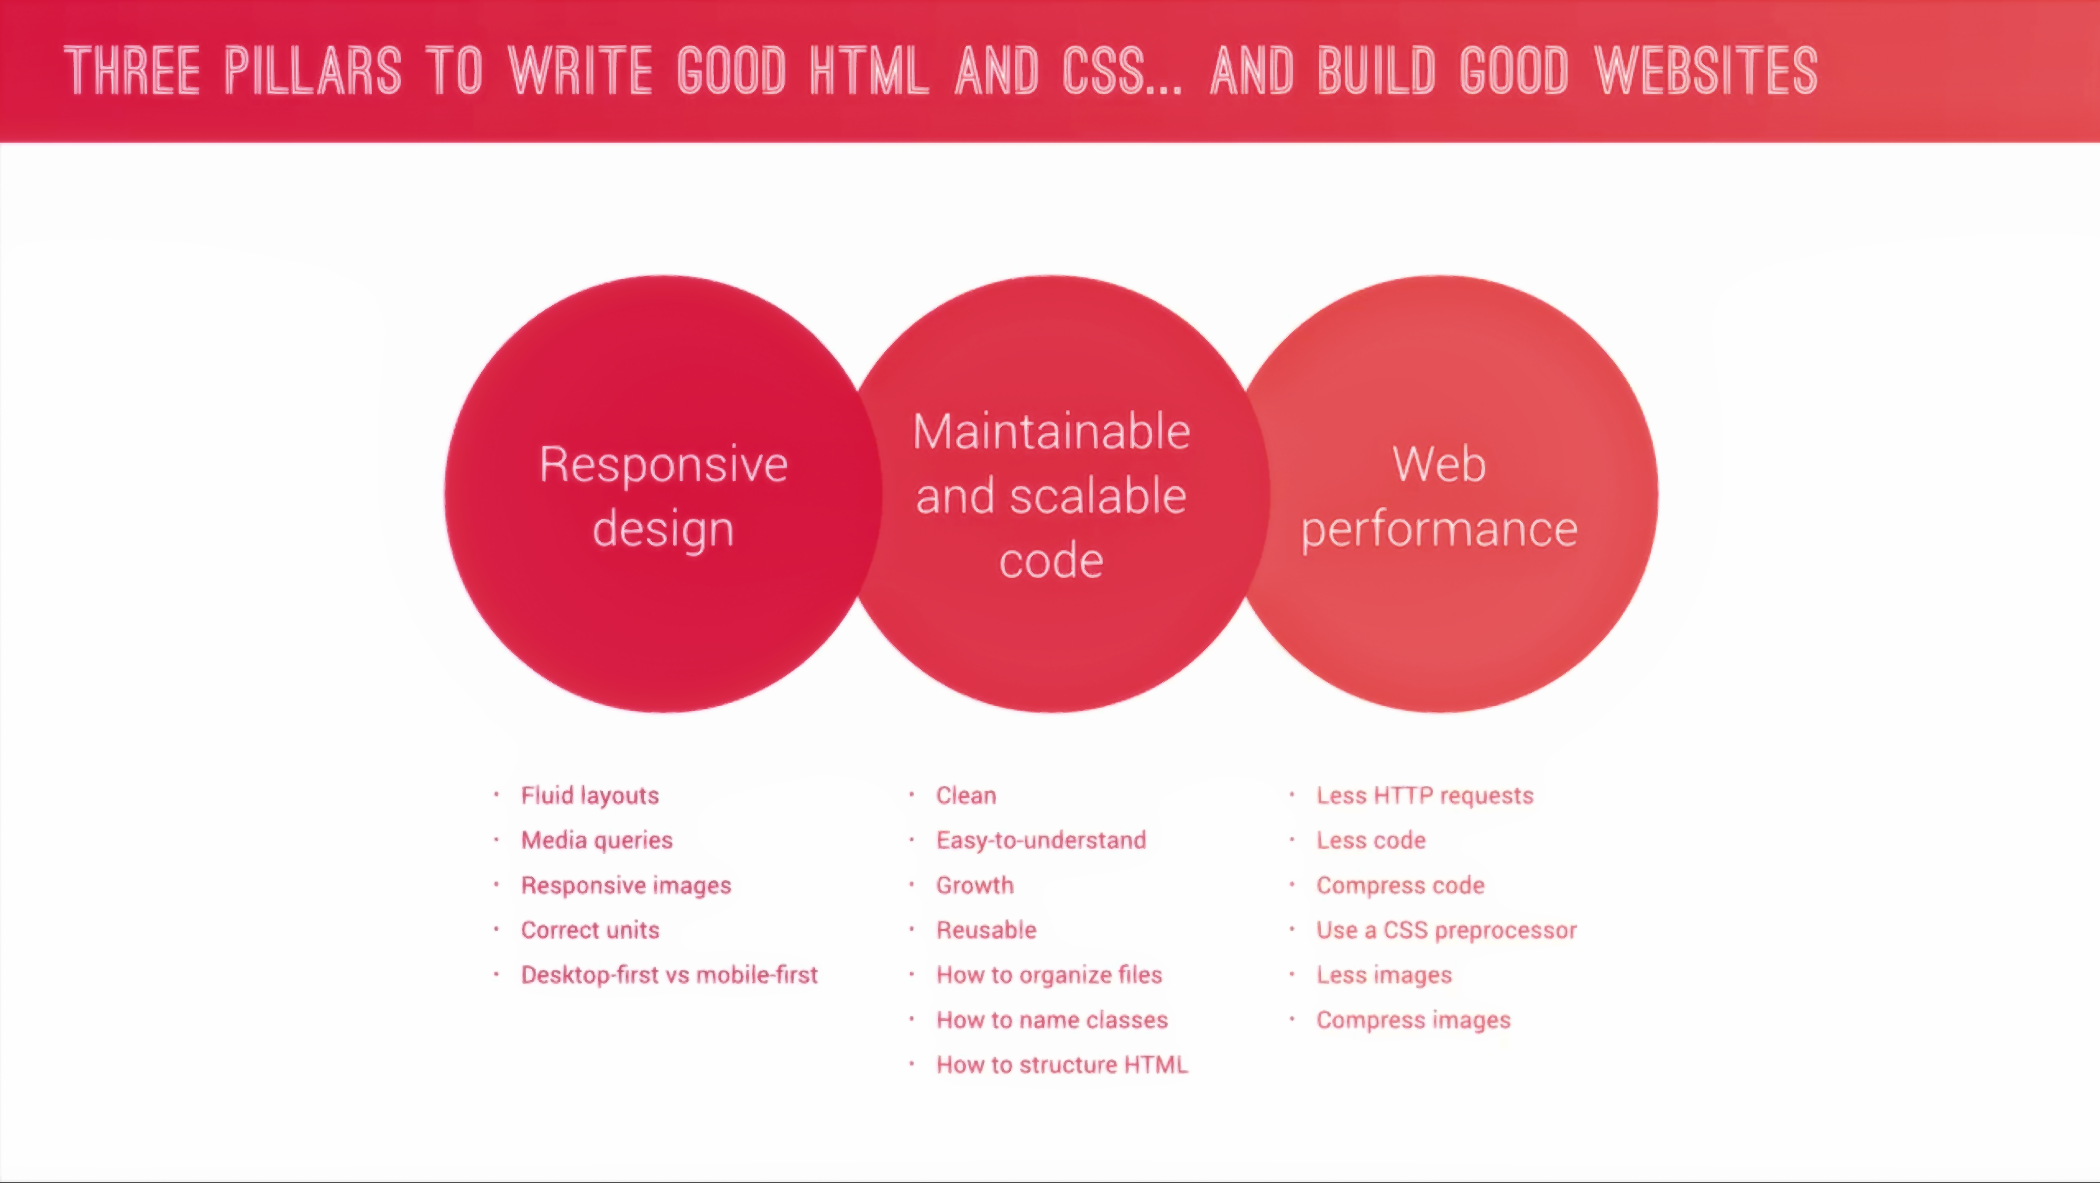 THREE PILLARS TO WRITE GOOD HTML AND CSS... AND BUILD GOOD WEBSITES
Responsive
design
Maintainable
and scalable
code
Web
performance
· Fluid layouts
· Media queries
· Responsive images
· Correct units
· Desktop-first vs mobile-first
· Clean
· Easy-to-understand
· Growth
· Reusable
· How to organize files
· How to name classes
· How to structure HTML
· Less HTTP requests
· Less code
· Compress code
· Use a CSS preprocessor
· Less images
· Compress images